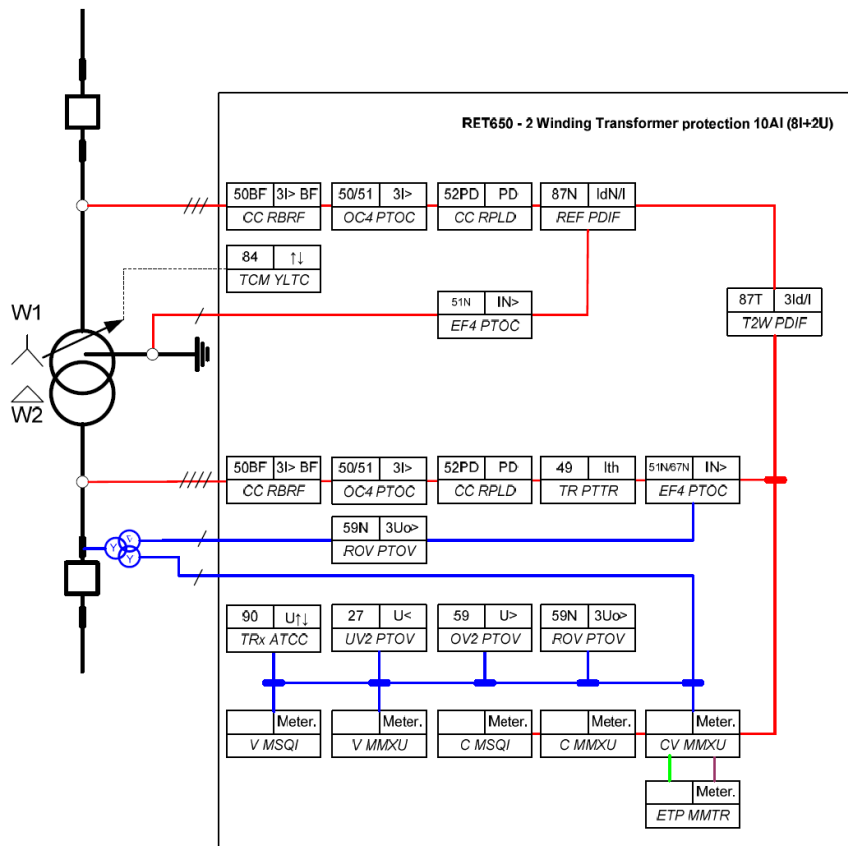 RET650 - 2 Winding Transformer protection 10AI (8I+2U)
50BF 3I> BF
CC RBRF
50/51 3I>
OC4 PTOC
52PD PD
CC RPLD
87N IdN/I
REF PDIF
84 ↑↓
TCM YLTC
51N IN>
EF4 PTOC
87T 3Id/I
T2W PDIF
W1
W2
50BF 3I> BF
CC RBRF
50/51 3I>
OC4 PTOC
52PD PD
CC RPLD
49 Ith
TR PTTR
51N/67N IN>
EF4 PTOC
59N 3Uo>
ROV PTOV
Y
Y
90 U↑↓
TRx ATCC
27 U<
UV2 PTOV
59 U>
OV2 PTOV
59N 3Uo>
ROV PTOV
Meter.
V MSQI
Meter.
V MMXU
Meter.
C MSQI
Meter.
C MMXU
Meter.
CV MMXU
Meter.
ETP MMTR